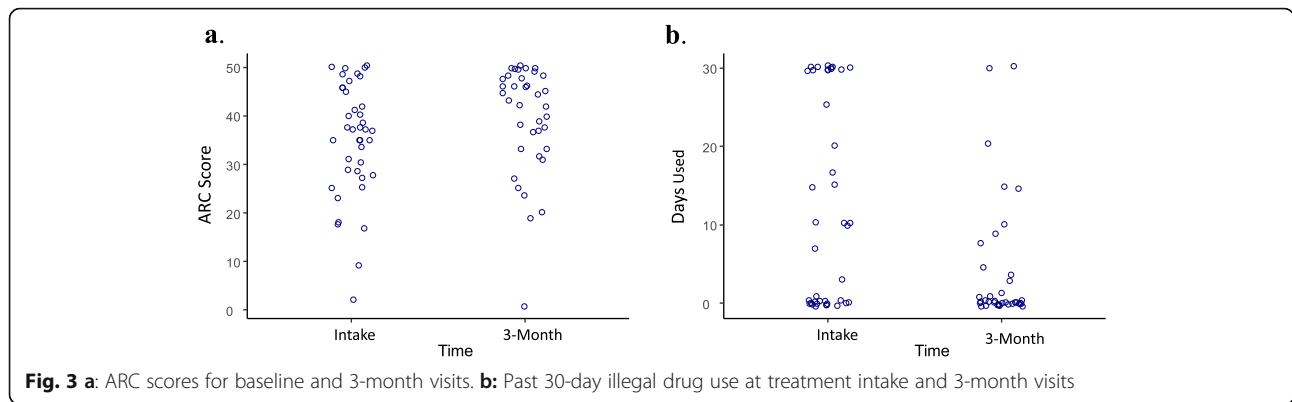 a.
50
40
30
20
10
0
ARC Score
Intake
3-Month
Time
b.
30
20
10
0
Days Used
Intake
3-Month
Time
Fig. 3 a: ARC scores for baseline and 3-month visits. b: Past 30-day illegal drug use at treatment intake and 3-month visits